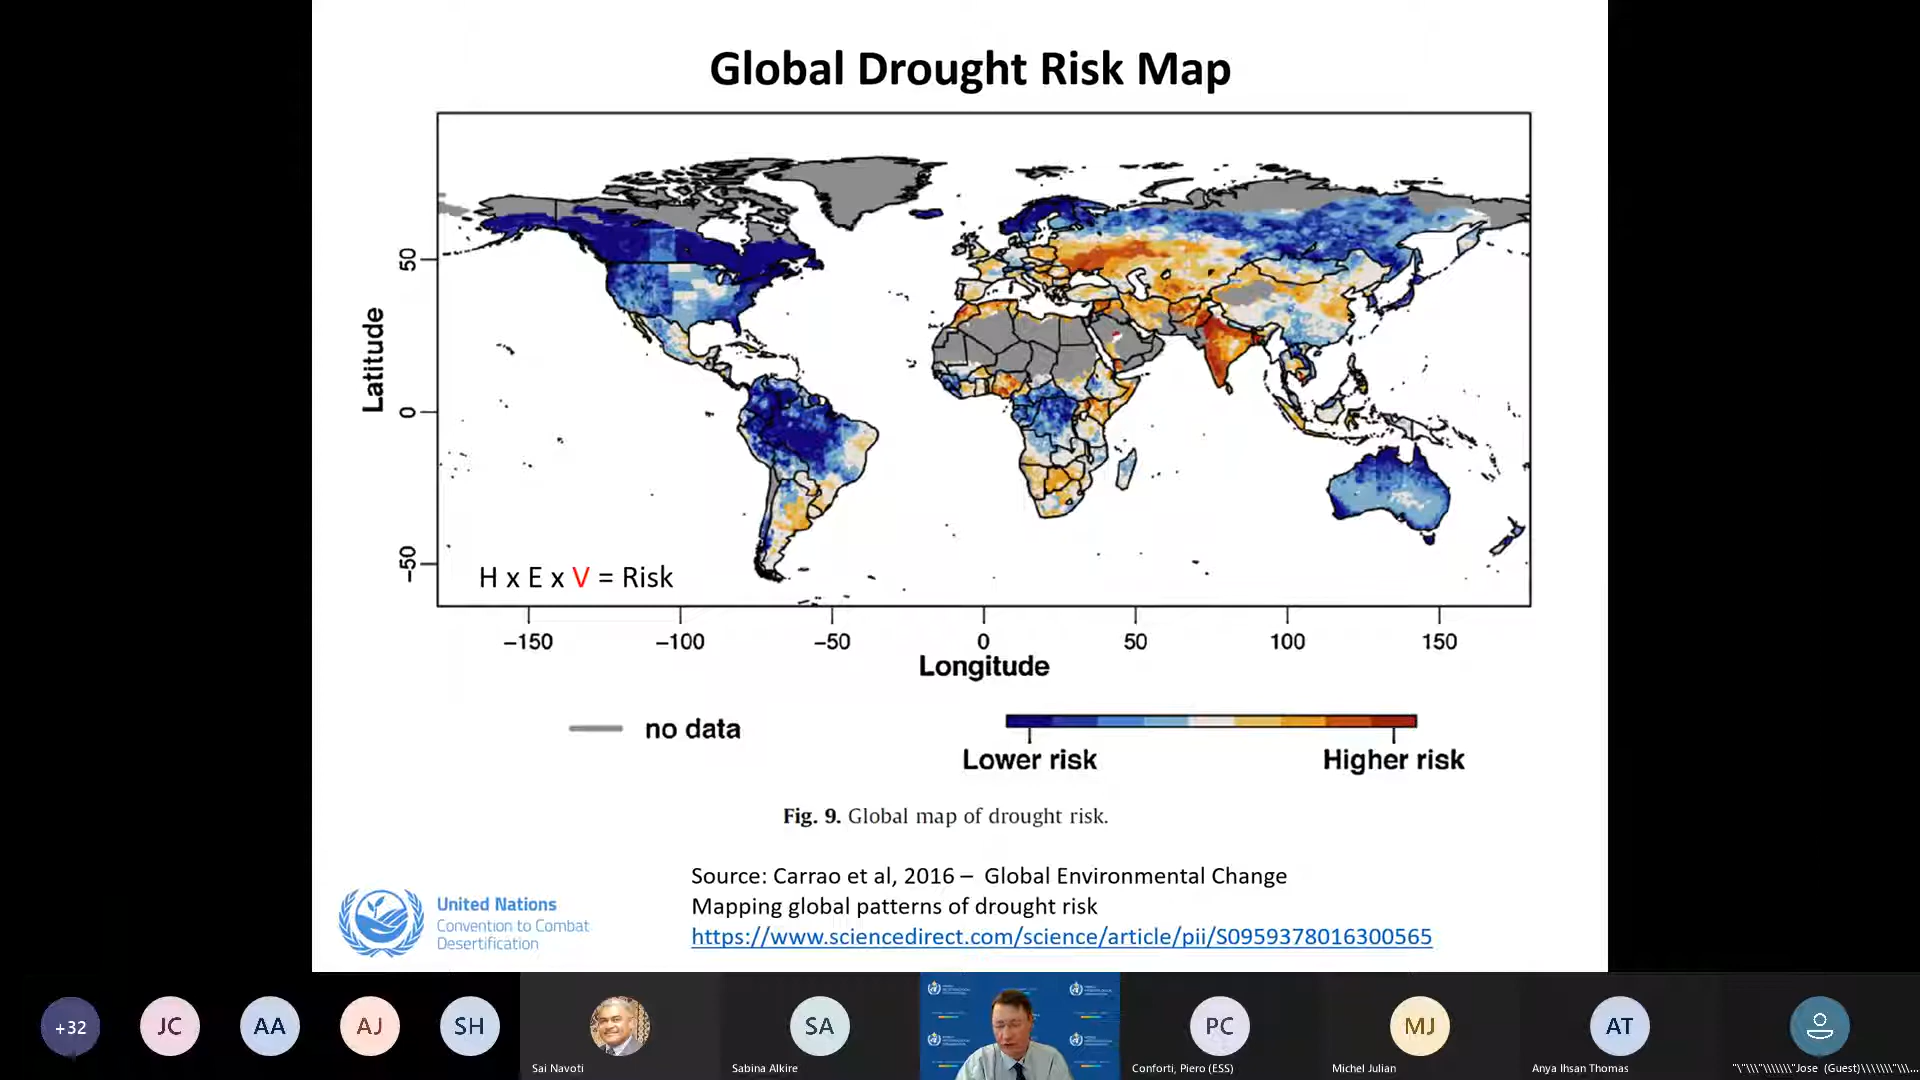 Global Drought Risk Map
Latitude
50
0
−50
H x E x V = Risk
−150
−100
−50
0
50
100
150
Longitude
no data
Lower risk
Higher risk
Fig. 9. Global map of drought risk.
Source: Carrao et al, 2016 – Global Environmental Change
Mapping global patterns of drought risk
https://www.sciencedirect.com/science/article/pii/S0959378016300565
United Nations
Convention to Combat
Desertification
+32
JC
AA
AJ
SH
SA
PC
MJ
AT
Sai Navoti
Sabina Alkire
Conforti, Piero (ESS)
Michel Julian
Anya Ihsan Thomas
"\"\\\"\\\\\\\"Jose (Guest)\\\\\\\"\\\...